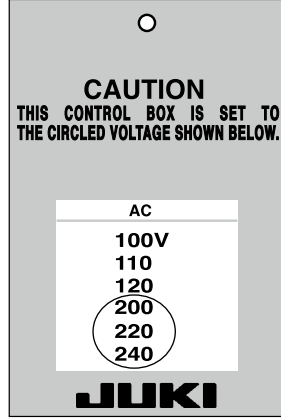 CAUTION
THIS CONTROL BOX IS SET TO
THE CIRCLED VOLTAGE SHOWN BELOW.
AC
100V
110
120
200
220
240
JUKI